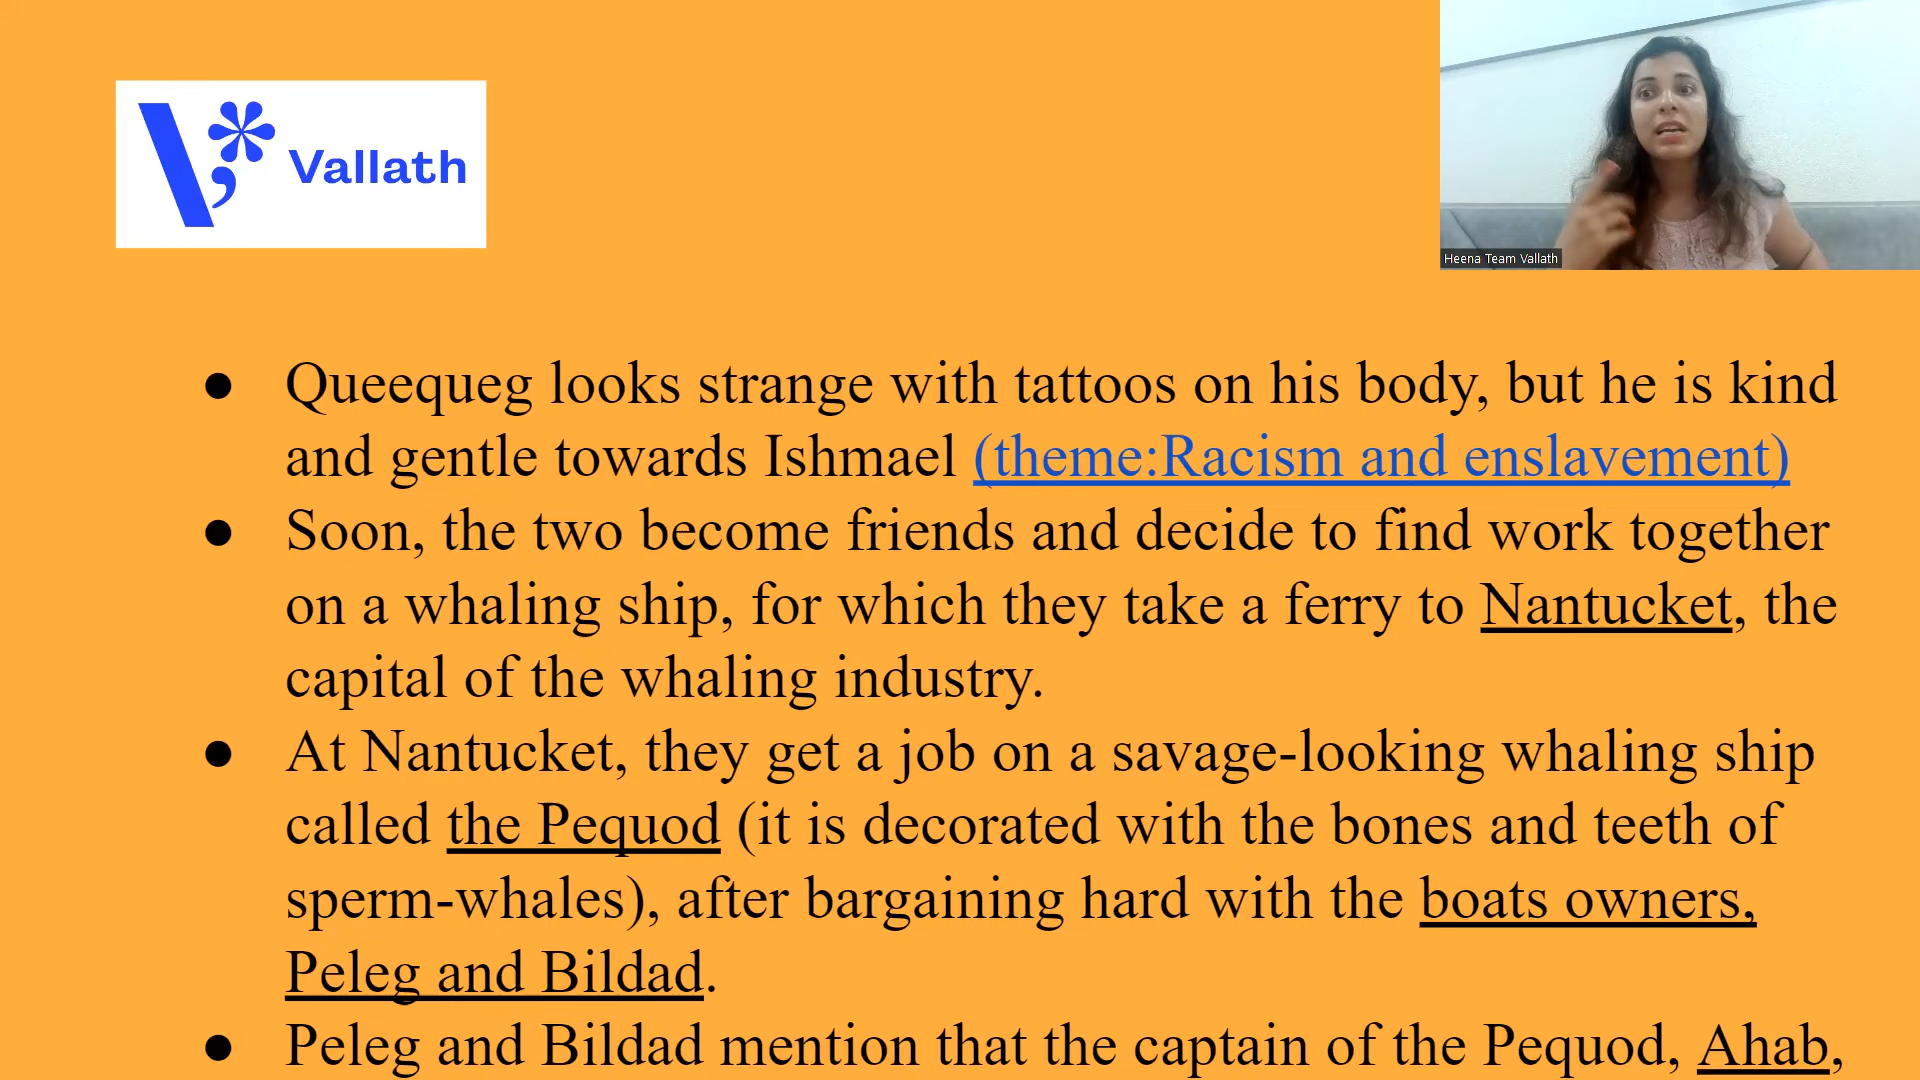 Vallath
Heena Team Vallath
● Queequeg looks strange with tattoos on his body, but he is kind
and gentle towards Ishmael (theme:Racism and enslavement)
● Soon, the two become friends and decide to find work together
on a whaling ship, for which they take a ferry to Nantucket, the
capital of the whaling industry.
● At Nantucket, they get a job on a savage-looking whaling ship
called the Pequod (it is decorated with the bones and teeth of
sperm-whales), after bargaining hard with the boats owners,
Peleg and Bildad.
● Peleg and Bildad mention that the captain of the Pequod, Ahab,